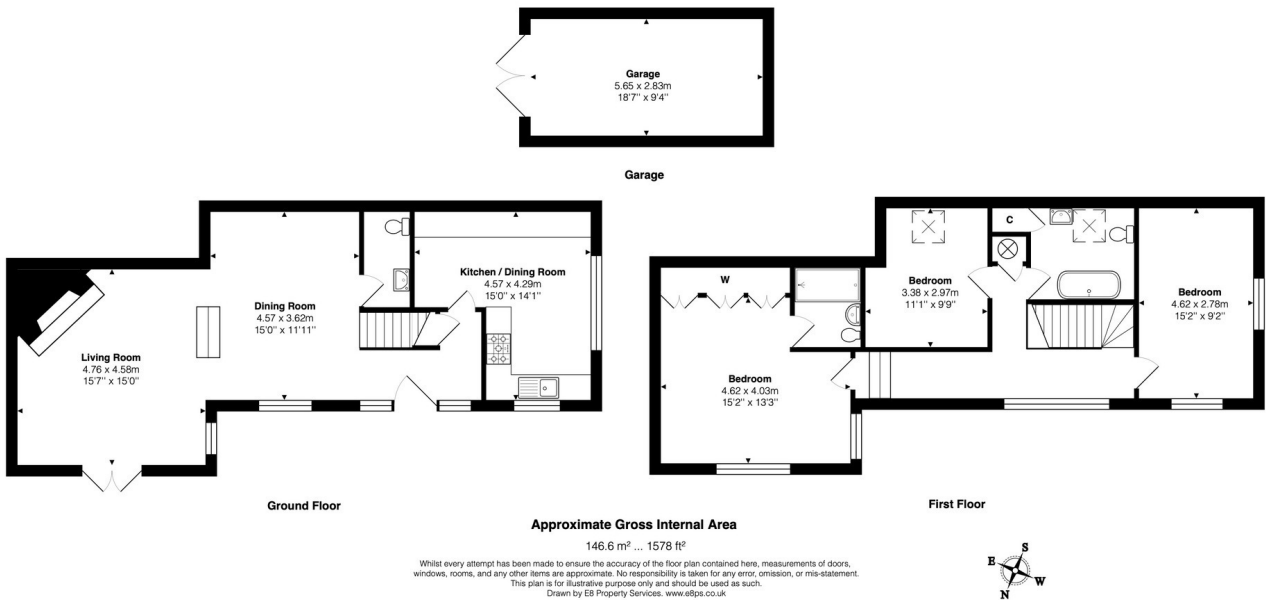 Garage
5.65 x 2.83m
18'7'' x 9'4''
Garage
Living Room
4.76 x 4.58m
15'7'' x 15'0''
Dining Room
4.57 x 3.62m
15'0'' x 11'11''
Kitchen / Dining Room
4.57 x 4.29m
15'0'' x 14'1''
Ground Floor
W
Bedroom
4.62 x 4.03m
15'2'' x 13'3''
Bedroom
3.38 x 2.97m
11'1'' x 9'9''
C
Bedroom
4.62 x 2.78m
15'2'' x 9'2''
First Floor
Approximate Gross Internal Area
146.6 m² ... 1578 ft²
Whilst every attempt has been made to ensure the accuracy of the floor plan contained here, measurements of doors,
windows, rooms, and any other items are approximate. No responsibility is taken for any error, omission, or mis-statement.
This plan is for illustrative purpose only and should be used as such.
Drawn by E8 Property Services. www.e8ps.co.uk
S
E
W
N